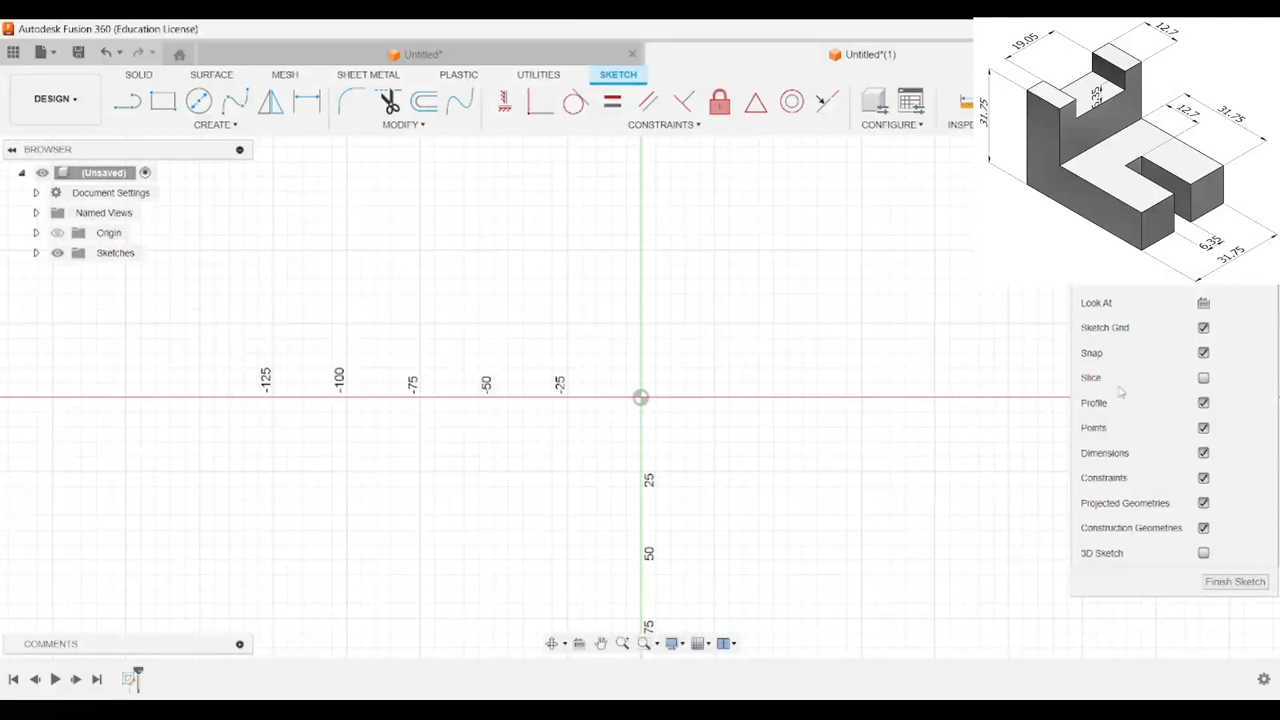 Autodesk Fusion 360 (Education License)
Untitled*
Untitled*(1)
SOLID SURFACE MESH SHEET METAL PLASTIC UTILITIES SKETCH
DESIGN
CREATE MODIFY CONSTRAINTS CONFIGURE INSPE
BROWSER
(Unsaved)
Document Settings
Named Views
Origin
Sketches
19.05
12.7
31.75
6.35
12.7
31.75
6.35
31.75
-125 -100 -75 -50 -25
25
50
75
Look At
Sketch Grid
Snap
Slice
Profile
Points
Dimensions
Constraints
Projected Geometries
Construction Geometries
3D Sketch
Finish Sketch
COMMENTS